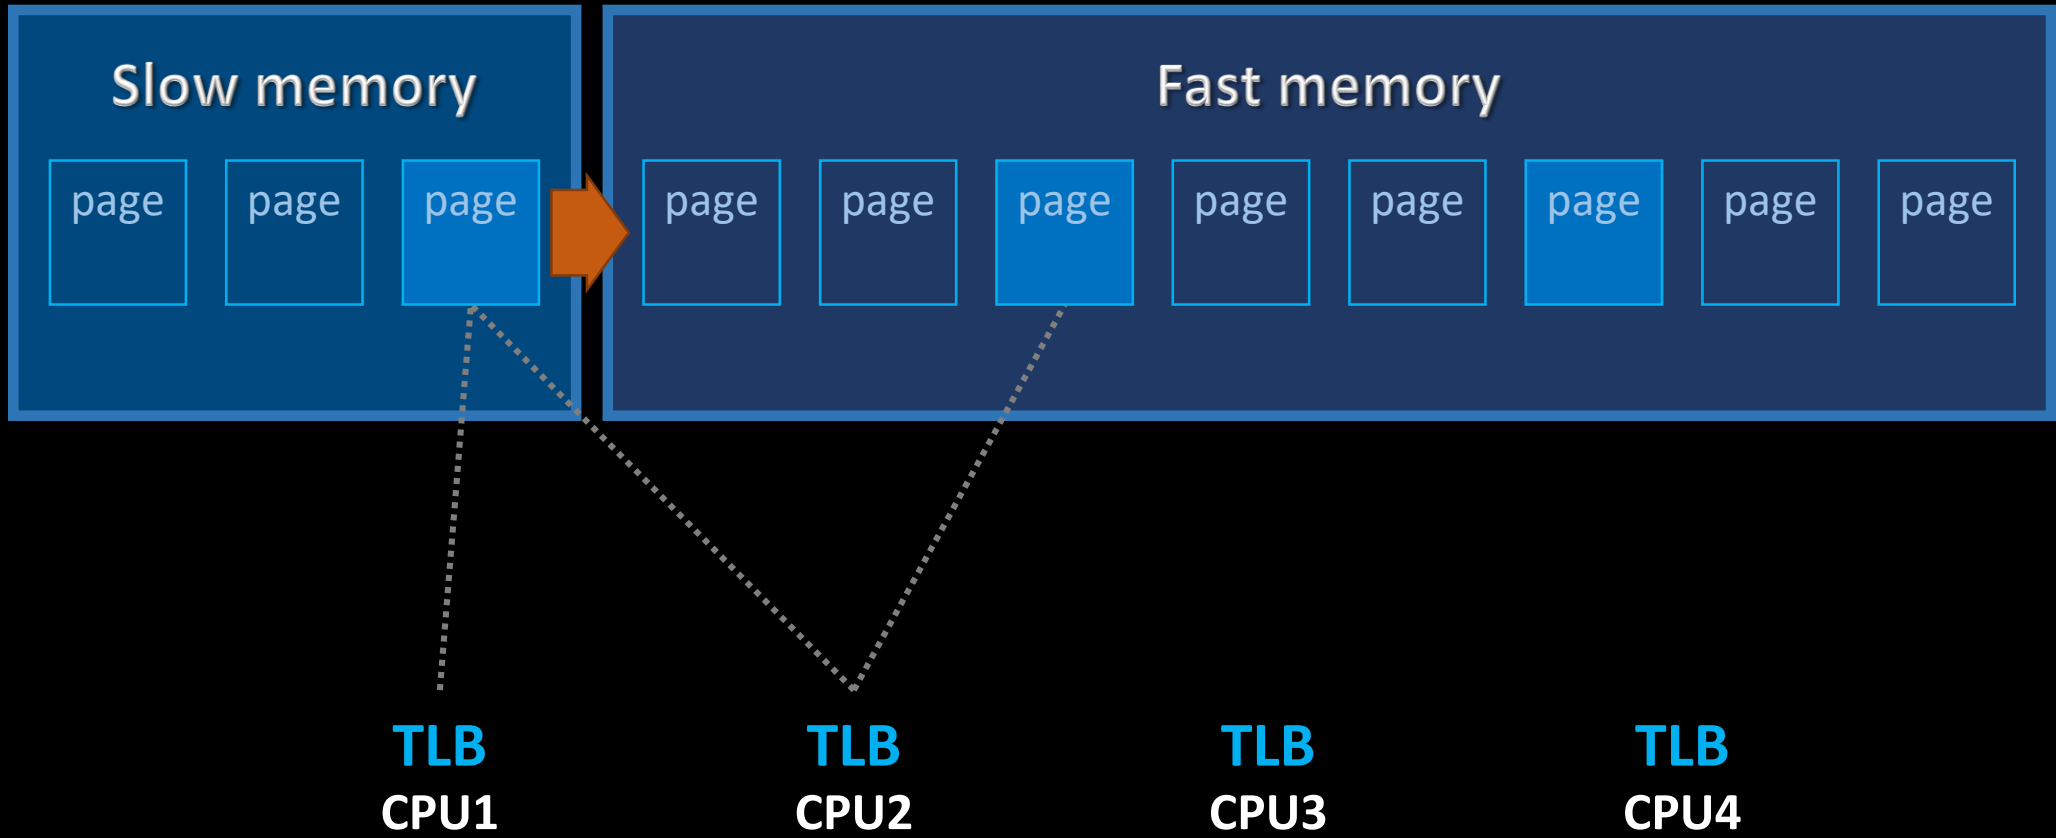 Slow memory
Fast memory
page page page page page page page page page page page
TLB TLB TLB TLB
CPU1 CPU2 CPU3 CPU4